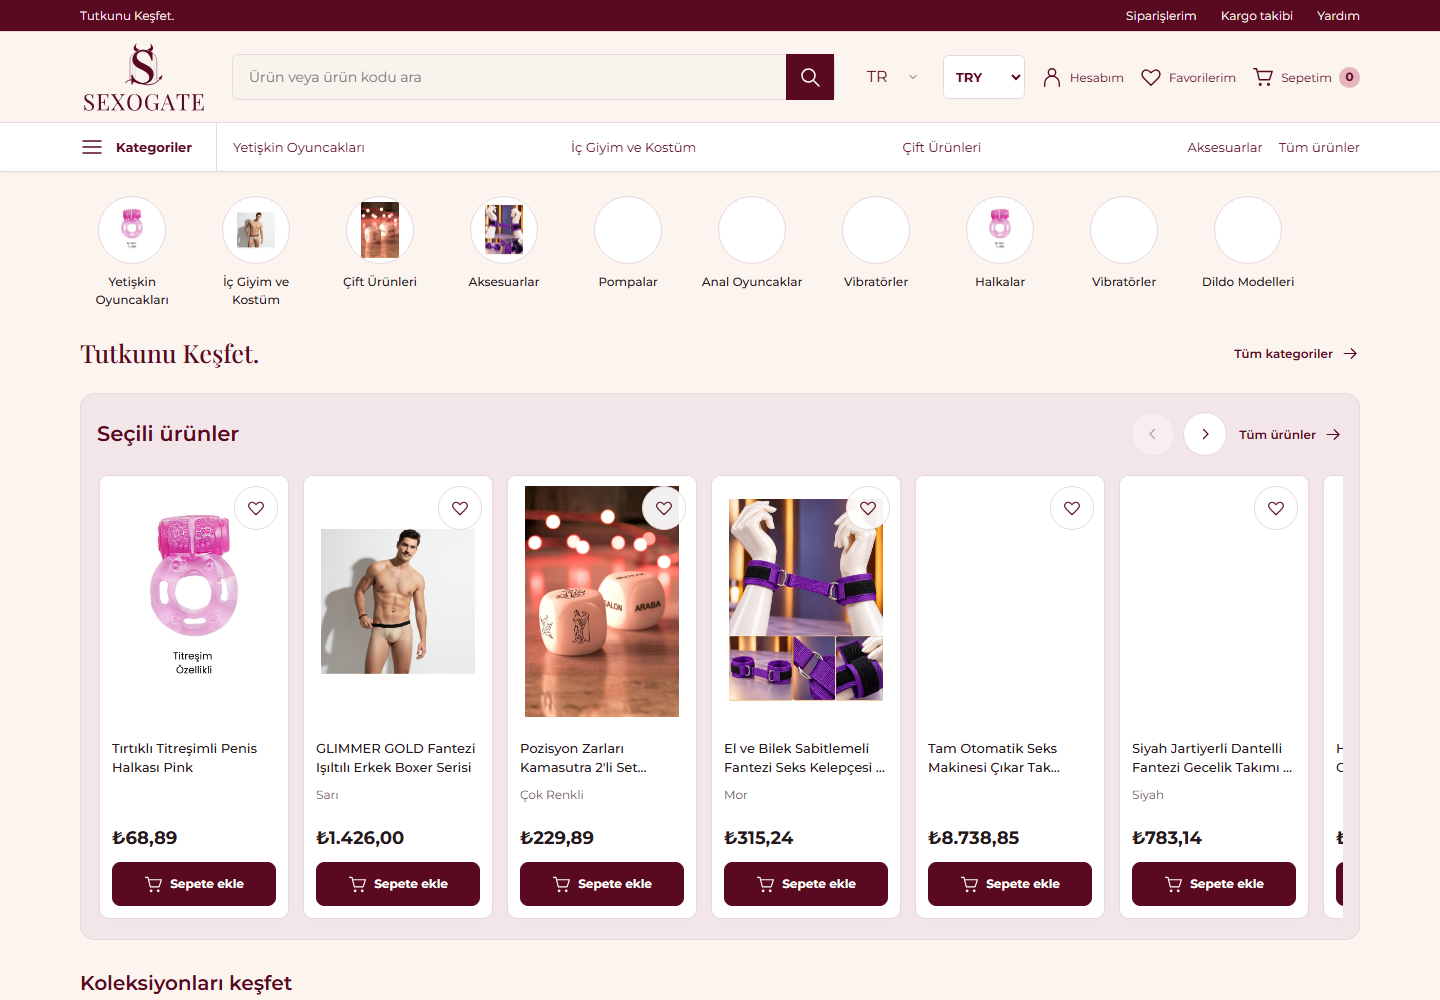 Tutkunu Keşfet.
Siparişlerim
Kargo takibi
Yardım
SEXOGATE
Ürün veya ürün kodu ara
TR
TRY
Hesabım
Favorilerim
Sepetim
0
Kategoriler
Yetişkin Oyuncakları
İç Giyim ve Kostüm
Çift Ürünleri
Aksesuarlar
Tüm ürünler
Yetişkin
Oyuncakları
İç Giyim ve
Kostüm
Çift Ürünleri
Aksesuarlar
Pompalar
Anal Oyuncaklar
Vibratörler
Halkalar
Vibratörler
Dildo Modelleri
Tutkunu Keşfet.
Tüm kategoriler
Seçili ürünler
Tüm ürünler
Titreşim
Özellikli
SALON
ARABA
Tırtıklı Titreşimli Penis
Halkası Pink
₺68,89
Sepete ekle
GLIMMER GOLD Fantezi
Işıltılı Erkek Boxer Serisi
Sarı
₺1.426,00
Sepete ekle
Pozisyon Zarları
Kamasutra 2'li Set...
Çok Renkli
₺229,89
Sepete ekle
El ve Bilek Sabitlemeli
Fantezi Seks Kelepçesi ...
Mor
₺315,24
Sepete ekle
Tam Otomatik Seks
Makinesi Çıkar Tak...
₺8.738,85
Sepete ekle
Siyah Jartiyerli Dantelli
Fantezi Gecelik Takımı ...
Siyah
₺783,14
Sepete ekle
Koleksiyonları keşfet